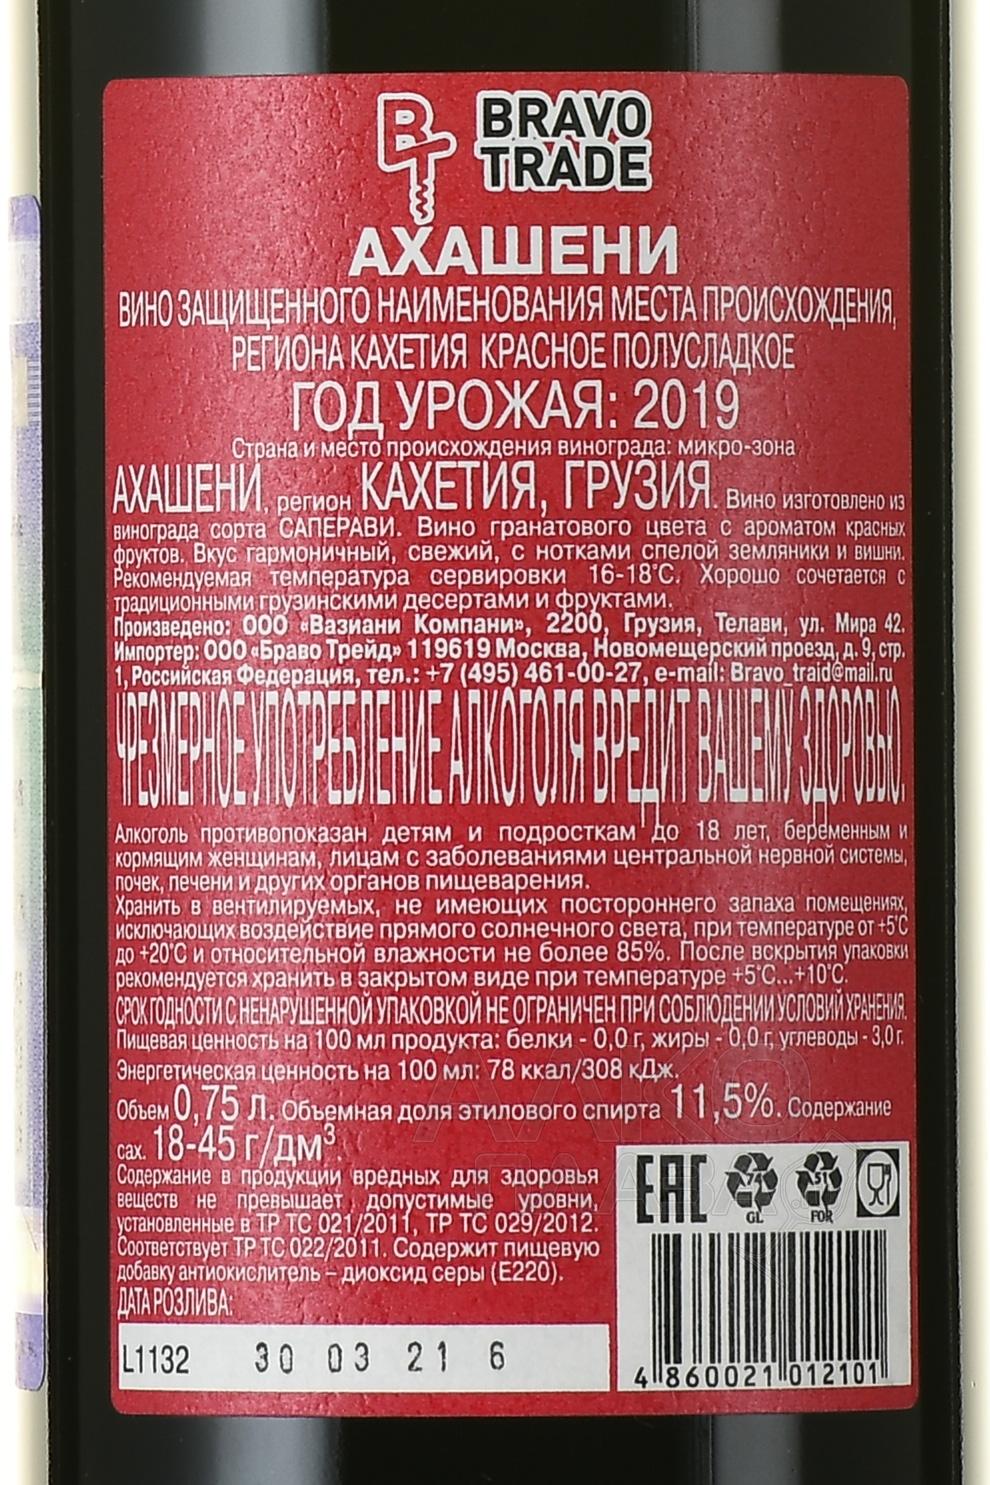 BT BRAVO
TRADE
АХАШЕНИ
ВИНО ЗАЩИЩЕННОГО НАИМЕНОВАНИЯ МЕСТА ПРОИСХОЖДЕНИЯ,
РЕГИОНА КАХЕТИЯ КРАСНОЕ ПОЛУСЛАДКОЕ
ГОД УРОЖАЯ: 2019
Страна и место происхождения винограда: микро-зона
АХАШЕНИ, регион КАХЕТИЯ, ГРУЗИЯ. Вино изготовлено из
винограда сорта САПЕРАВИ. Вино гранатового цвета с ароматом красных
фруктов. Вкус гармоничный, свежий, с нотками спелой земляники и вишни.
Рекомендуемая температура сервировки 16-18°С. Хорошо сочетается с
традиционными грузинскими десертами и фруктами.
Произведено: ООО «Вазиани Компани», 2200, Грузия, Телави, ул. Мира 42.
Импортер: ООО «Браво Трейд» 119619 Москва, Новомещерский проезд, д. 9, стр.
1, Российская Федерация, тел.: +7 (495) 461-00-27, e-mail: Bravo_traid@mail.ru
ЧРЕЗМЕРНОЕ УПОТРЕБЛЕНИЕ АЛКОГОЛЯ ВРЕДИТ ВАШЕМУ ЗДОРОВЬЮ.
Алкоголь противопоказан детям и подросткам до 18 лет, беременным и
кормящим женщинам, лицам с заболеваниями центральной нервной системы,
почек, печени и других органов пищеварения.
Хранить в вентилируемых, не имеющих постороннего запаха помещениях,
исключающих воздействие прямого солнечного света, при температуре от +5°С
до +20°С и относительной влажности не более 85%. После вскрытия упаковки
рекомендуется хранить в закрытом виде при температуре +5°С...+10°С.
СРОК ГОДНОСТИ С НЕНАРУШЕННОЙ УПАКОВКОЙ НЕ ОГРАНИЧЕН ПРИ СОБЛЮДЕНИИ УСЛОВИЙ ХРАНЕНИЯ.
Пищевая ценность на 100 мл продукта: белки - 0,0 г, жиры - 0,0 г, углеводы - 3,0 г.
Энергетическая ценность на 100 мл: 78 ккал/308 кДж.
Объем 0,75 л. Объемная доля этилового спирта 11,5%. Содержание
сах. 18-45 г/дм³.
Содержание в продукции вредных для здоровья
веществ не превышает допустимые уровни,
установленные в ТР ТС 021/2011, ТР ТС 029/2012.
Соответствует ТР ТС 022/2011. Содержит пищевую
добавку антиокислитель – диоксид серы (Е220).
ДАТА РОЗЛИВА:
L1132 30 03 21 6
EAC 74 GL 51 FOR
4 860021 012101